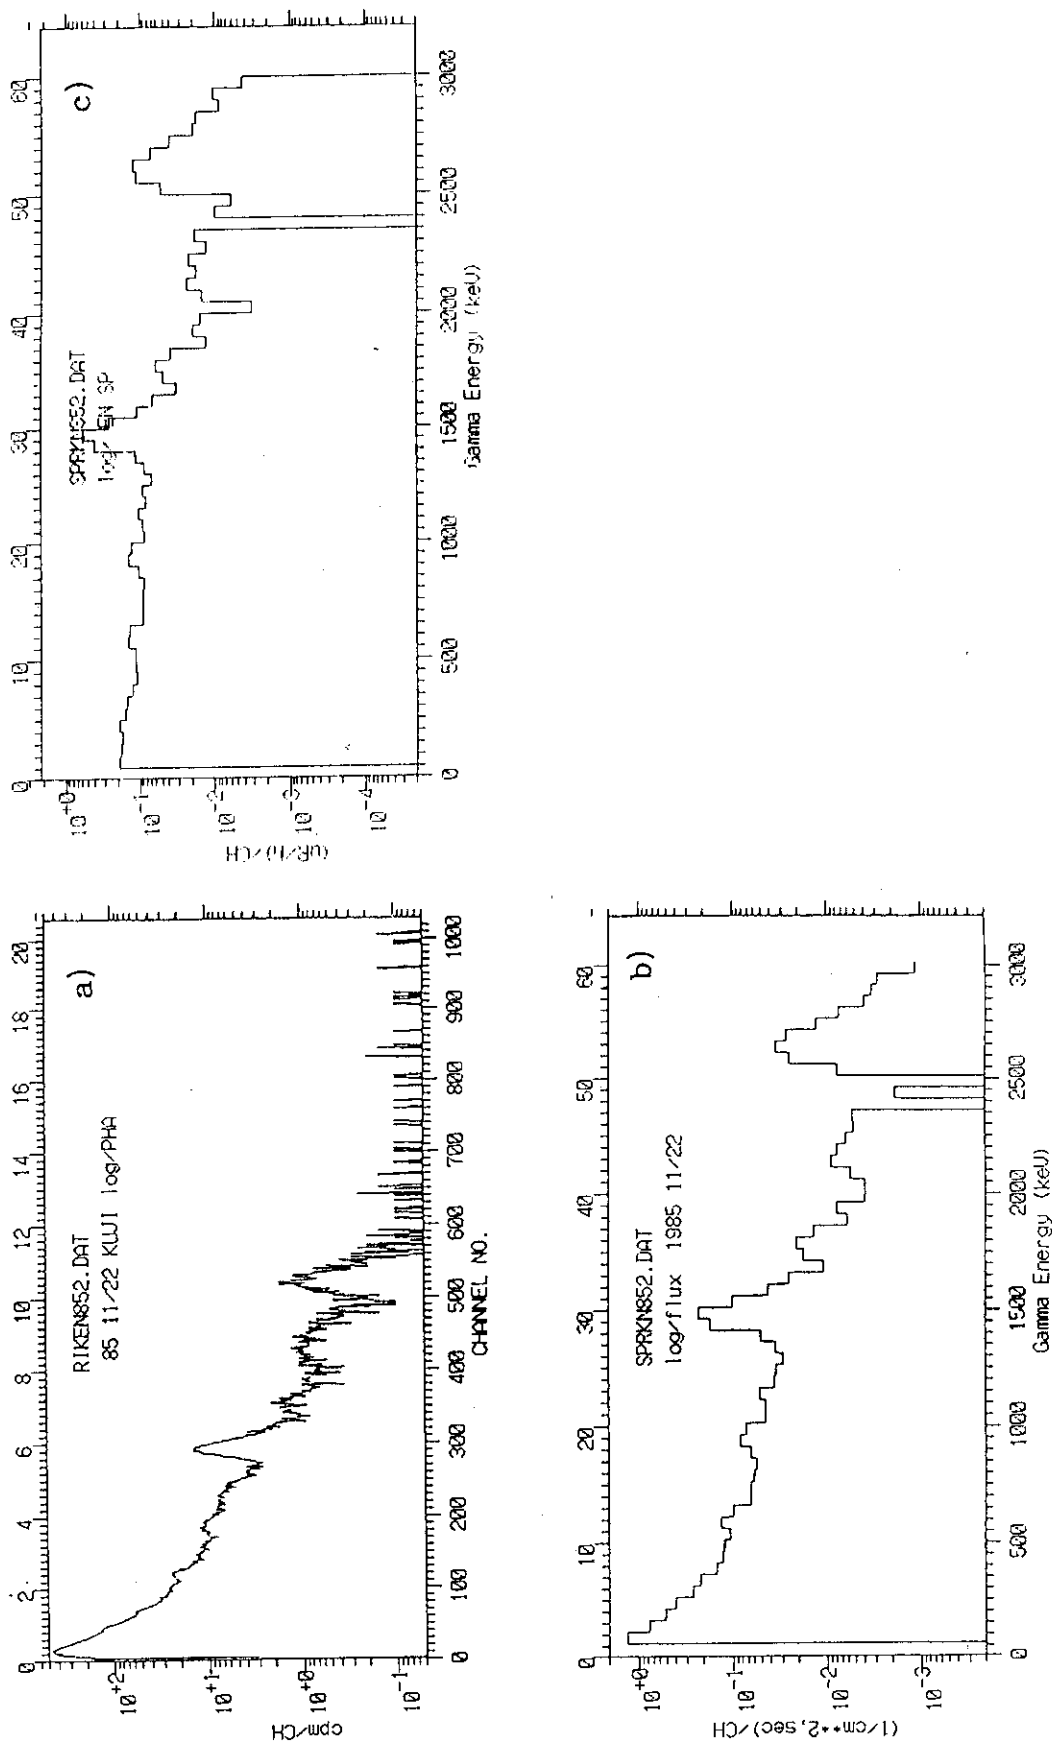 0 2 4 6 8 10 12 14 16 18 20
a)
RIKEN852.DAT
85 11/22 KUJI log/PHA
10+2 10+1 10+0 10-1
cpm/CH
0 100 200 300 400 500 600 700 800 900 1000
CHANNEL NO.
0 10 20 30 40 50 60
b)
SPRKN852.DAT
log/flux 1985 11/22
10+0 10-1 10-2 10-3
(1/cm**2,sec)/CH
0 500 1000 1500 2000 2500 3000
Gamma Energy (keV)
0 10 20 30 40 50 60
c)
SPRKN852.DAT
log/ EN SP
10+0 10-1 10-2 10-3 10-4
(uR/h)/CH
0 500 1000 1500 2000 2500 3000
Gamma Energy (keV)